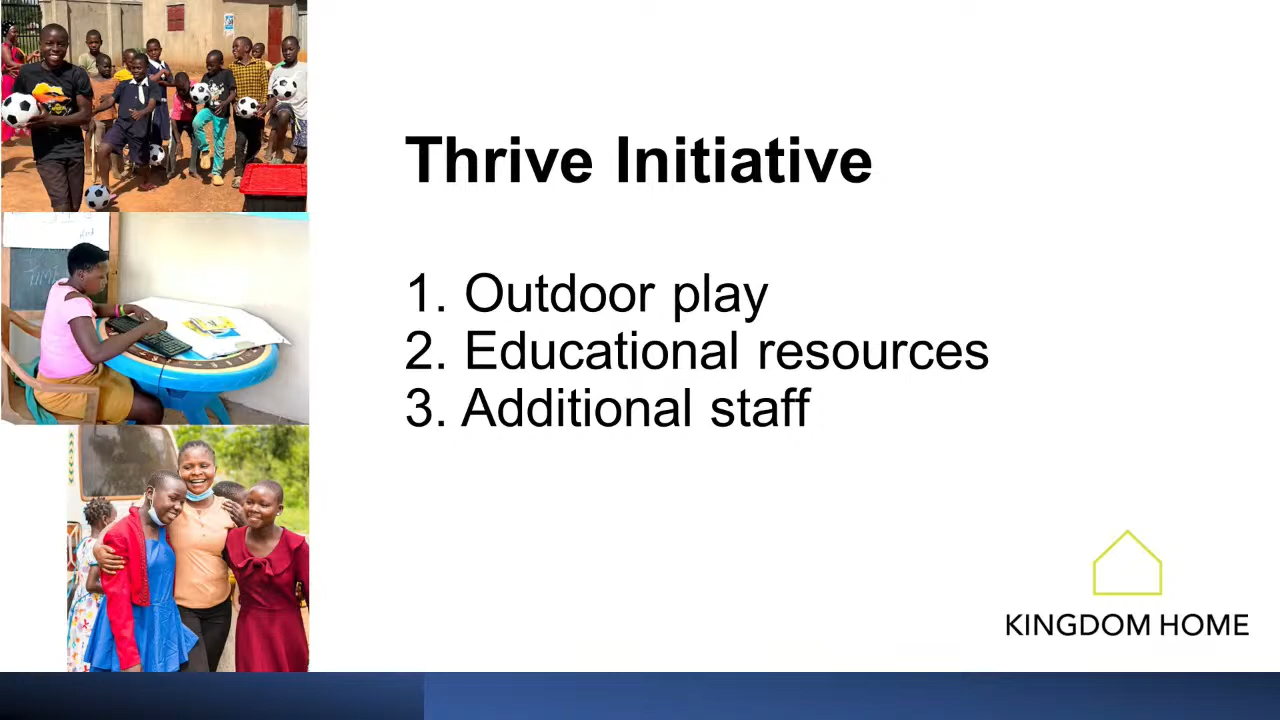 Thrive Initiative
1. Outdoor play
2. Educational resources
3. Additional staff
KINGDOM HOME